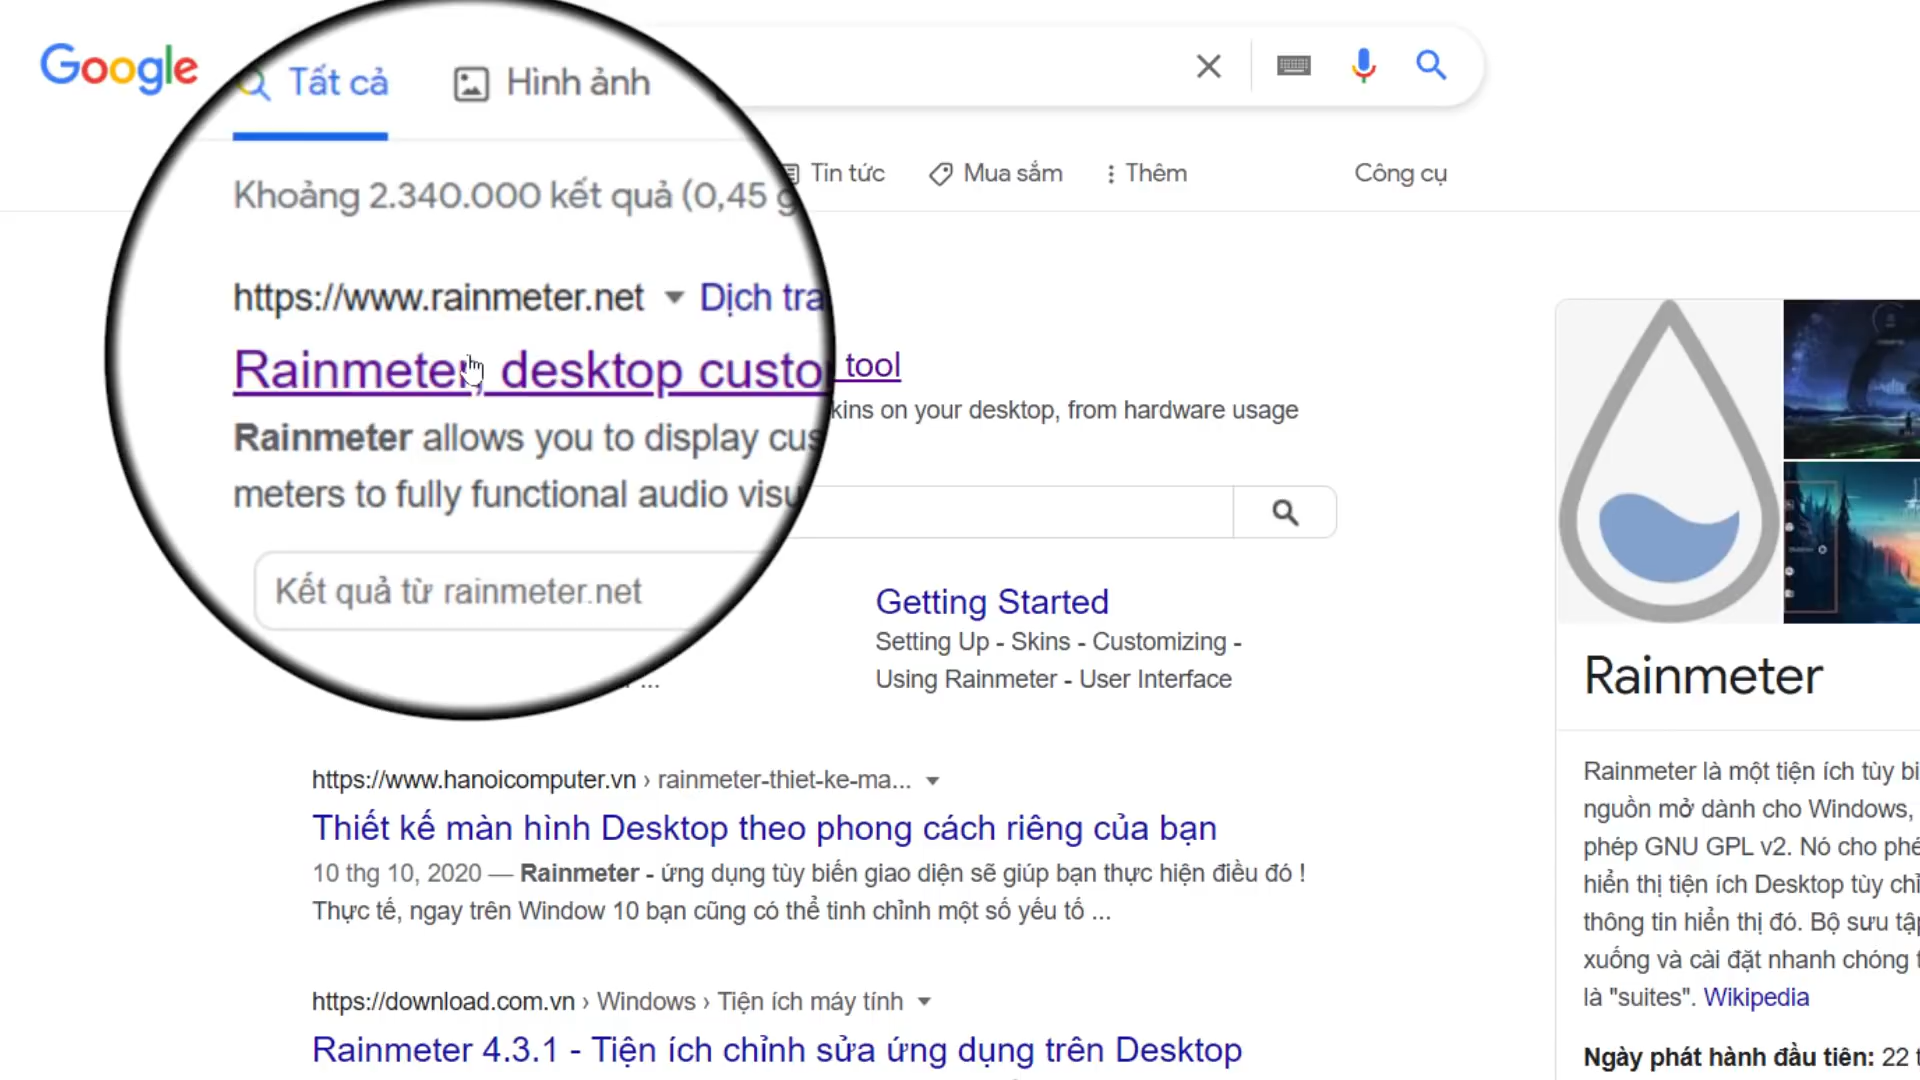 Google
Tất cả
Hình ảnh
Tin tức
Mua sắm
Thêm
Công cụ
Khoảng 2.340.000 kết quả (0,45
https://www.rainmeter.net
Dịch
Rainmeter, desktop
tool
Rainmeter allows you to display
on your desktop, from hardware usage
meters to fully functional audio
Kết quả từ rainmeter.net
...
Getting Started
Setting Up - Skins - Customizing -
Using Rainmeter - User Interface
https://www.hanoicomputer.vn › rainmeter-thiet-ke-ma...
Thiết kế màn hình Desktop theo phong cách riêng của bạn
10 thg 10, 2020 — Rainmeter - ứng dụng tùy biến giao diện sẽ giúp bạn thực hiện điều đó !
Thực tế, ngay trên Window 10 bạn cũng có thể tinh chỉnh một số yếu tố ...
https://download.com.vn › Windows › Tiện ích máy tính
Rainmeter 4.3.1 - Tiện ích chỉnh sửa ứng dụng trên Desktop
Rainmeter
Rainmeter là một tiện ích tùy
nguồn mở dành cho Windows,
phép GNU GPL v2. Nó cho
hiển thị tiện ích Desktop tùy
thông tin hiển thị đó. Bộ sưu
xuống và cài đặt nhanh chóng
là "suites". Wikipedia
Ngày phát hành đầu tiên: 22